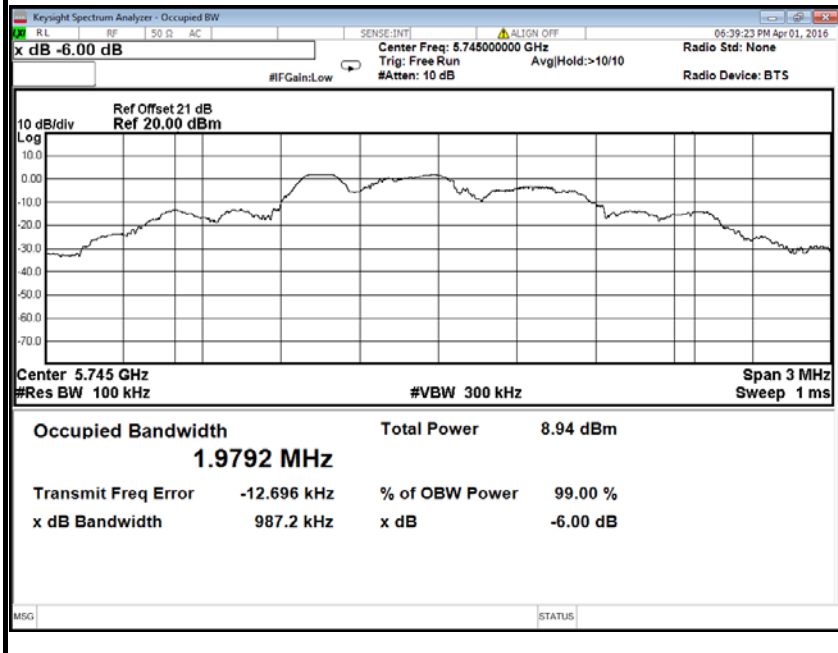 Keysight Spectrum Analyzer - Occupied BW
RL RF 50 Ω AC SENSE:INT ALIGN OFF 06:39:23 PM Apr 01, 2016
x dB -6.00 dB
Center Freq: 5.745000000 GHz Radio Std: None
Trig: Free Run Avg|Hold:>10/10
#IFGain:Low #Atten: 10 dB Radio Device: BTS
Ref Offset 21 dB
10 dB/div Ref 20.00 dBm
Log
10.0
0.00
-10.0
-20.0
-30.0
-40.0
-50.0
-60.0
-70.0
Center 5.745 GHz Span 3 MHz
#Res BW 100 kHz #VBW 300 kHz Sweep 1 ms
Occupied Bandwidth Total Power 8.94 dBm
1.9792 MHz
Transmit Freq Error -12.696 kHz % of OBW Power 99.00 %
x dB Bandwidth 987.2 kHz x dB -6.00 dB
MSG STATUS